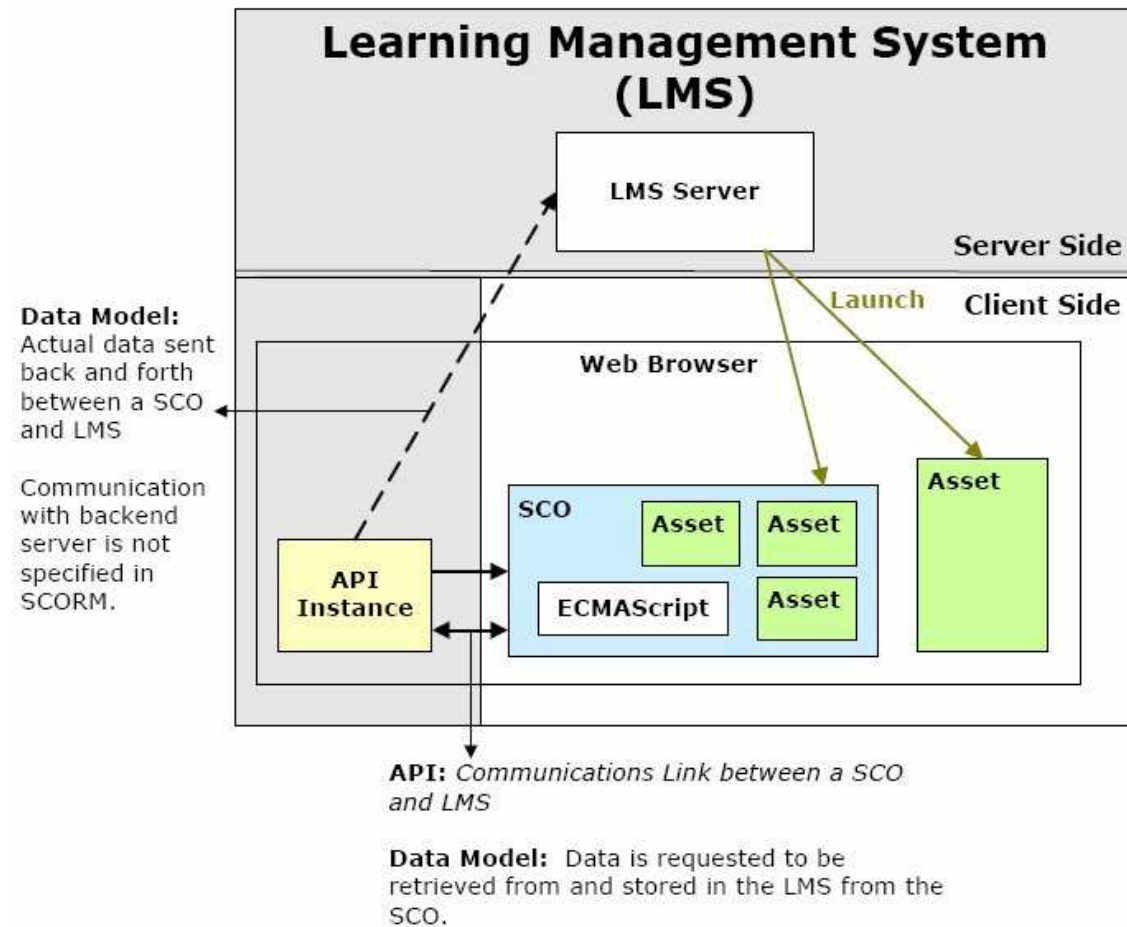 Learning Management System
(LMS)
LMS Server
Server Side
Launch
Client Side
Data Model:
Actual data sent
back and forth
between a SCO
and LMS
Communication
with backend
server is not
specified in
SCORM.
Web Browser
Asset
SCO
Asset
Asset
API
Instance
ECMAScript
Asset
API: Communications Link between a SCO
and LMS
Data Model: Data is requested to be
retrieved from and stored in the LMS from the
SCO.